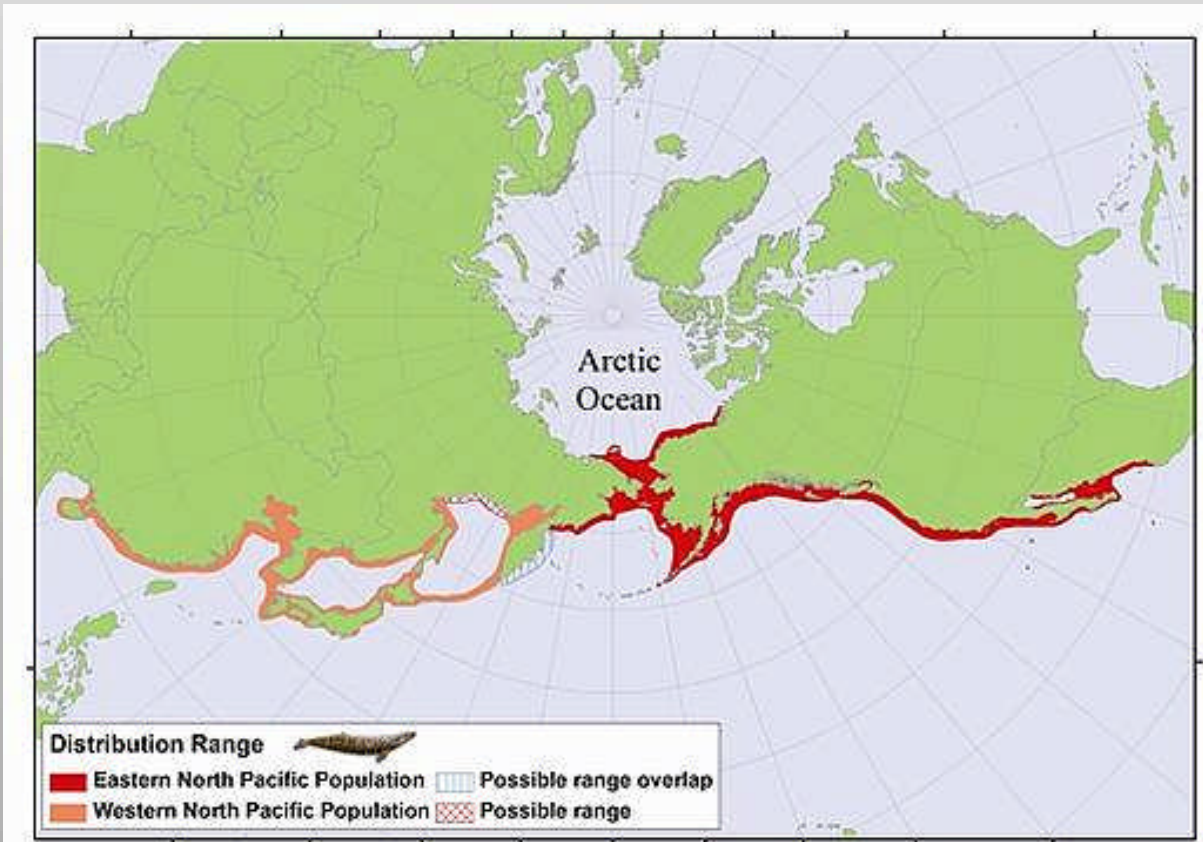 Arctic
Ocean
Distribution Range
Eastern North Pacific Population
Possible range overlap
Western North Pacific Population
Possible range